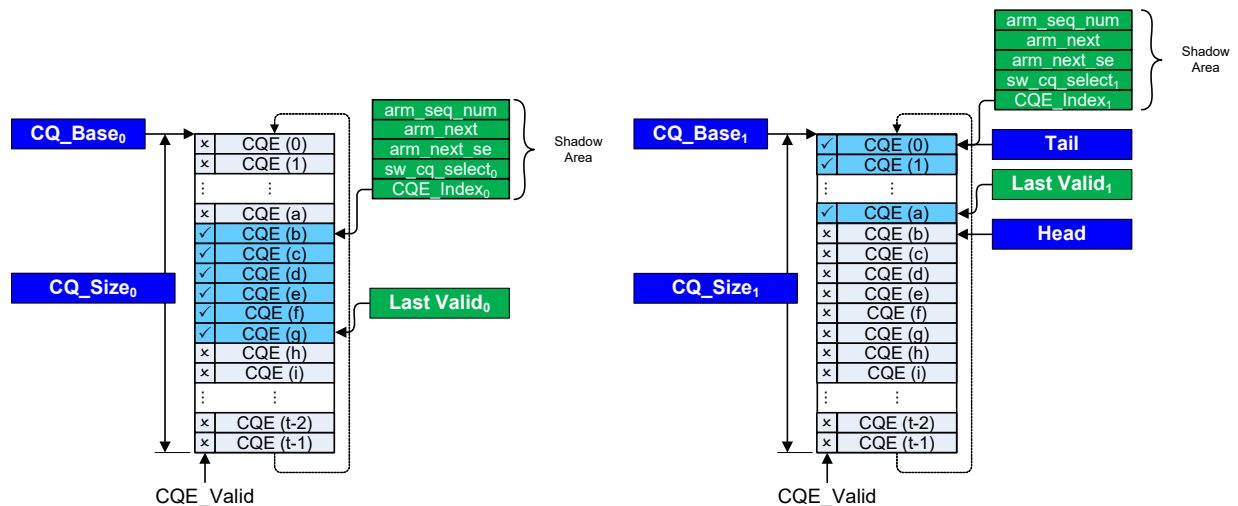 arm_seq_num
arm_next
arm_next_se
sw_cq_select0
CQE_Index0
Shadow
Area
CQ_Base0
CQ_Size0
x CQE (0)
x CQE (1)
⋮ ⋮
x CQE (a)
✓ CQE (b)
✓ CQE (c)
✓ CQE (d)
✓ CQE (e)
✓ CQE (f)
✓ CQE (g)
x CQE (h)
x CQE (i)
⋮ ⋮
x CQE (t-2)
x CQE (t-1)
Last Valid0
CQE_Valid
arm_seq_num
arm_next
arm_next_se
sw_cq_select1
CQE_Index1
Shadow
Area
CQ_Base1
CQ_Size1
✓ CQE (0)
✓ CQE (1)
⋮ ⋮
✓ CQE (a)
x CQE (b)
x CQE (c)
x CQE (d)
x CQE (e)
x CQE (f)
x CQE (g)
x CQE (h)
x CQE (i)
⋮ ⋮
x CQE (t-2)
x CQE (t-1)
Tail
Last Valid1
Head
CQE_Valid